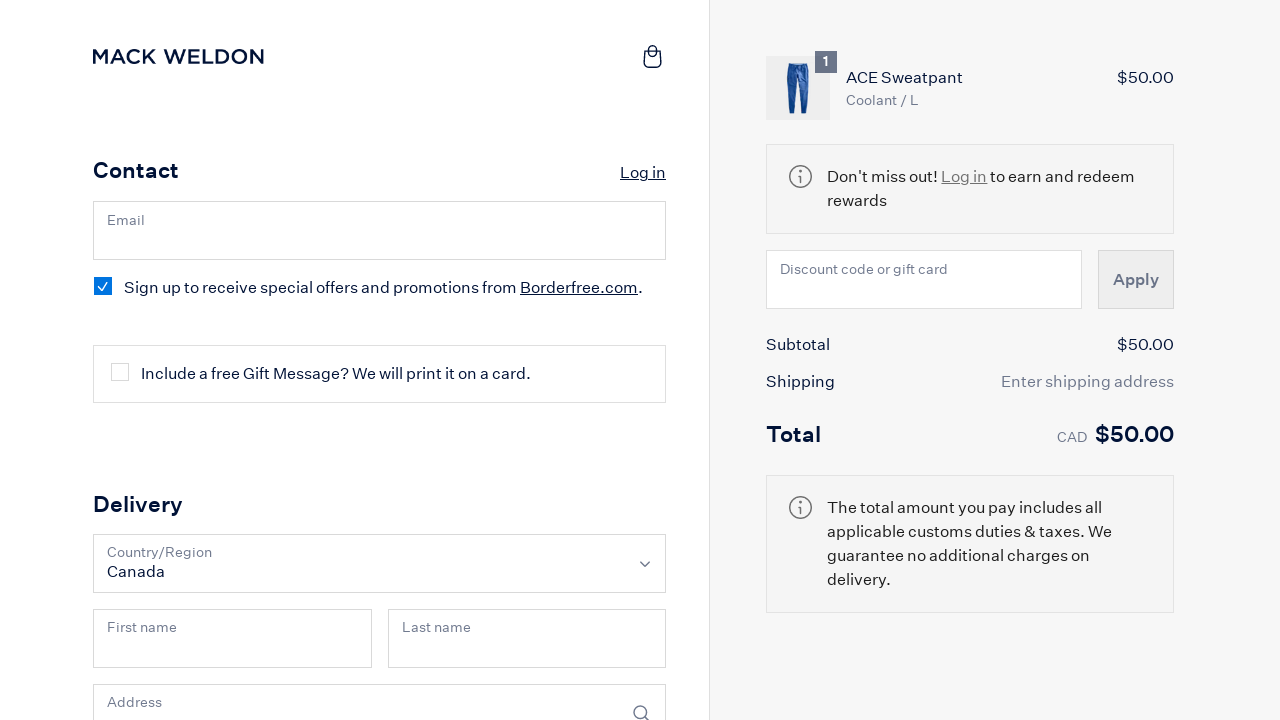 MACK WELDON
Contact
Log in
Email
Sign up to receive special offers and promotions from Borderfree.com.
Include a free Gift Message? We will print it on a card.
Delivery
Country/Region
Canada
First name
Last name
Address
1
ACE Sweatpant
$50.00
Coolant / L
Don't miss out! Log in to earn and redeem
rewards
Discount code or gift card
Apply
Subtotal
$50.00
Shipping
Enter shipping address
Total
CAD $50.00
The total amount you pay includes all
applicable customs duties & taxes. We
guarantee no additional charges on
delivery.